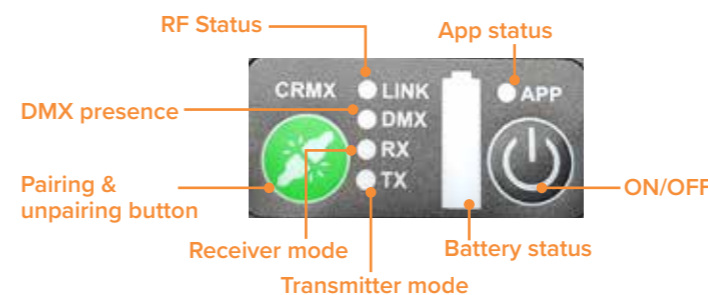 RF Status
App status
CRMX
LINK
APP
DMX presence
DMX
RX
TX
Pairing &
unpairing button
ON/OFF
Receiver mode
Battery status
Transmitter mode